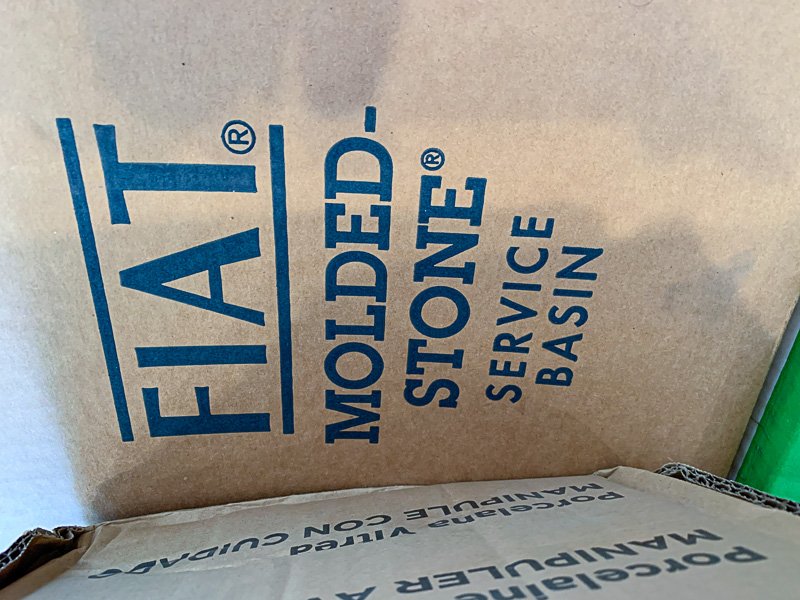 FIAT®
MOLDED-
STONE®
SERVICE
BASIN
Porcelana vitrea
MANIPULE CON CUIDADO
Porcelaine
MANIPULER A